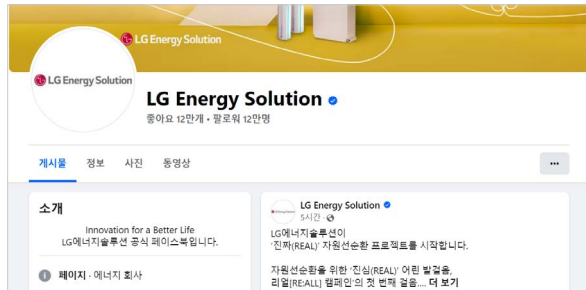 LG Energy Solution
LG Energy Solution
LG Energy Solution
좋아요 12만개 • 팔로워 12만명
게시물 정보 사진 동영상
소개
Innovation for a Better Life
LG에너지솔루션 공식 페이스북입니다.
페이지 · 에너지 회사
LG Energy Solution
5시간 ·
LG에너지솔루션이
'진짜(REAL)' 자원선순환 프로젝트를 시작합니다.
자원선순환을 위한 '진심(REAL)' 어린 발걸음,
리얼[RE:ALL] 캠페인'의 첫 번째 걸음.... 더 보기